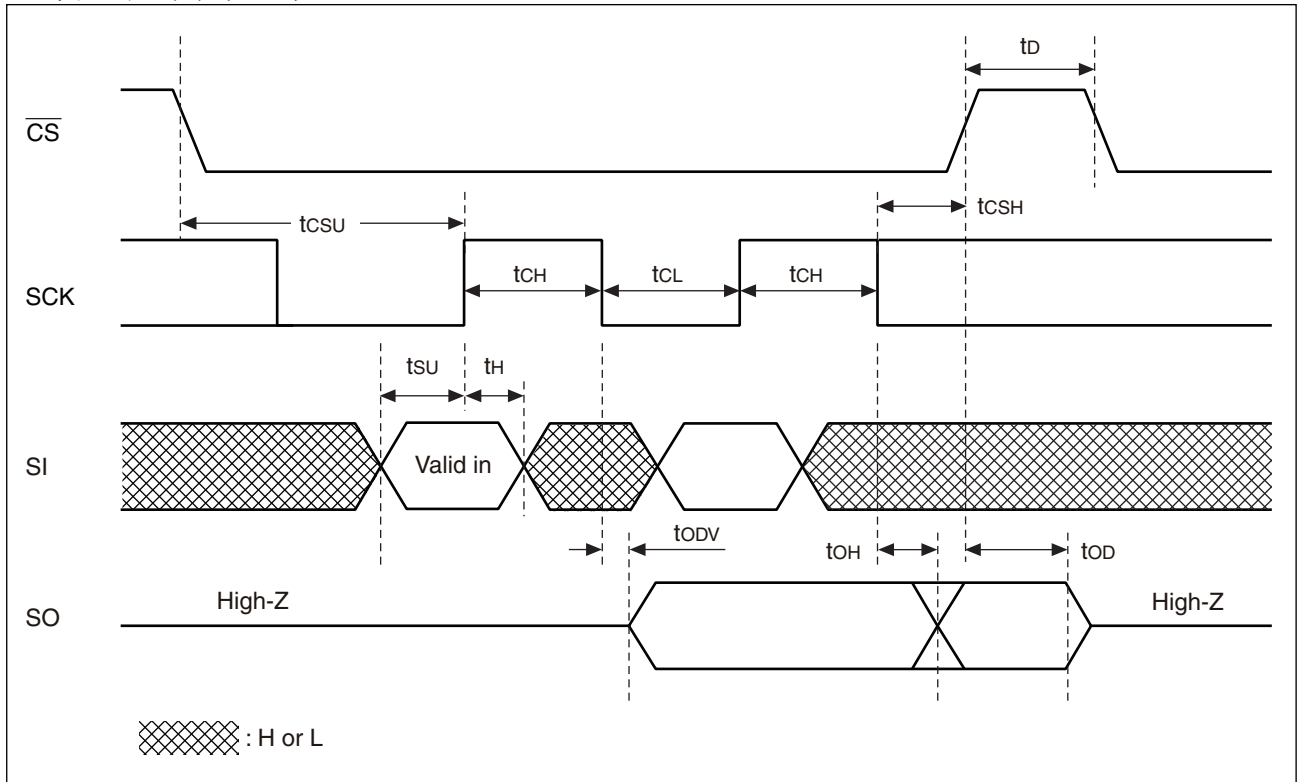 tD
CS
tCSU
tCSH
SCK
tCH
tCL
tCH
tSU
tH
SI
Valid in
tODV
tOH
tOD
SO
High-Z
High-Z
: H or L